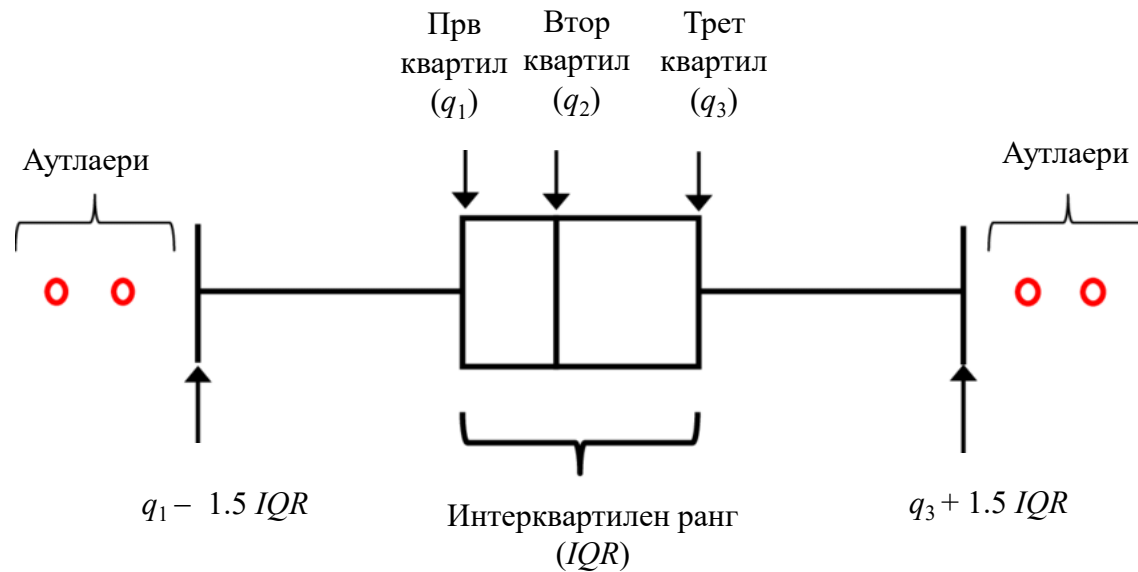 Прв
квартил
(q1)
Втор
квартил
(q2)
Трет
квартил
(q3)
Аутлаери
Аутлаери
q1 – 1.5 IQR
Интерквартилен ранг
(IQR)
q3 + 1.5 IQR